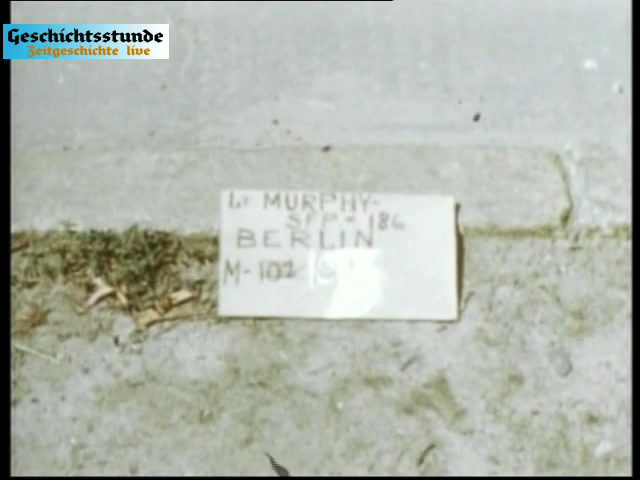 Geschichtsstunde
Zeitgeschichte live
LT MURPHY-
SFP- 186
BERLIN
M-102